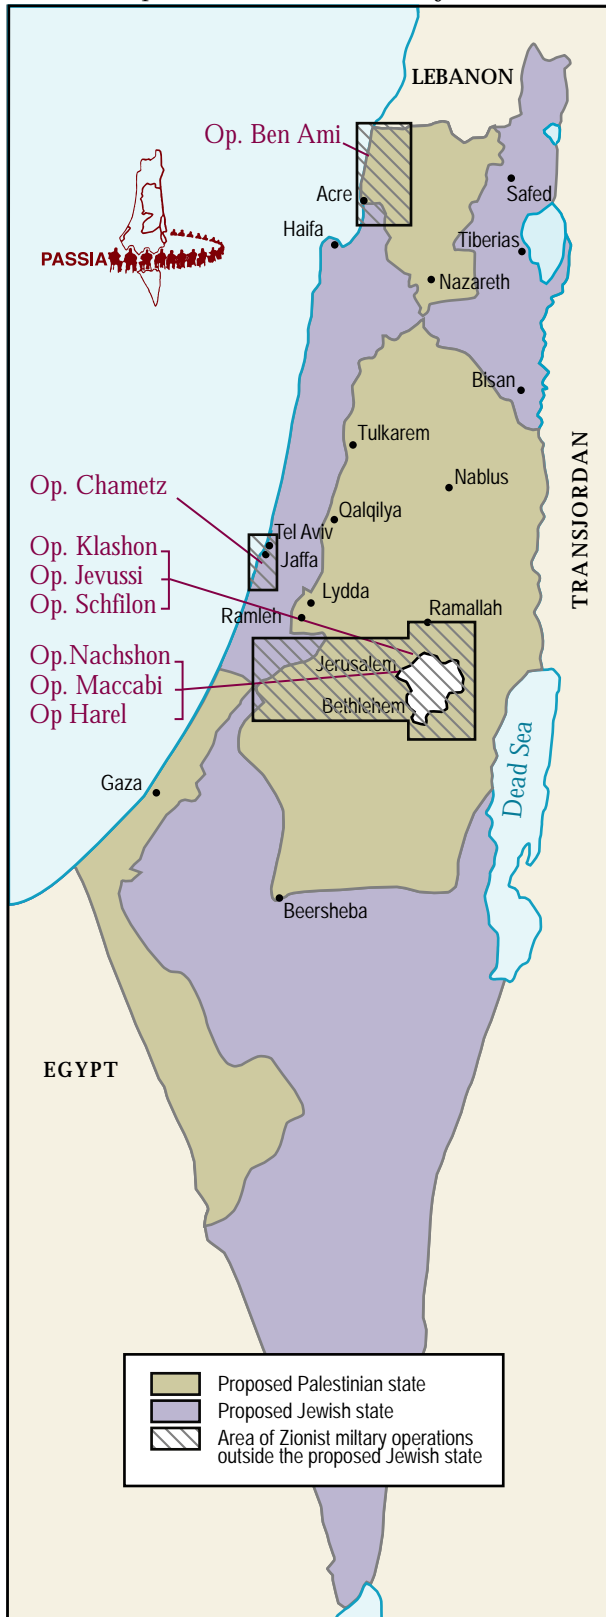 LEBANON
Op. Ben Ami
Acre
Safed
Haifa
Tiberias
PASSIA
Nazareth
Bisan
Tulkarem
TRANSJORDAN
Nablus
Op. Chametz
Qalqilya
Tel Aviv
Op. Klashon
Jaffa
Op. Jevussi
Op. Schfilon
Lydda
Ramleh
Ramallah
Op.Nachshon
Jerusalem
Op. Maccabi
Op Harel
Bethlehem
Dead Sea
Gaza
Beersheba
EGYPT
Proposed Palestinian state
Proposed Jewish state
Area of Zionist miltary operations
outside the proposed Jewish state